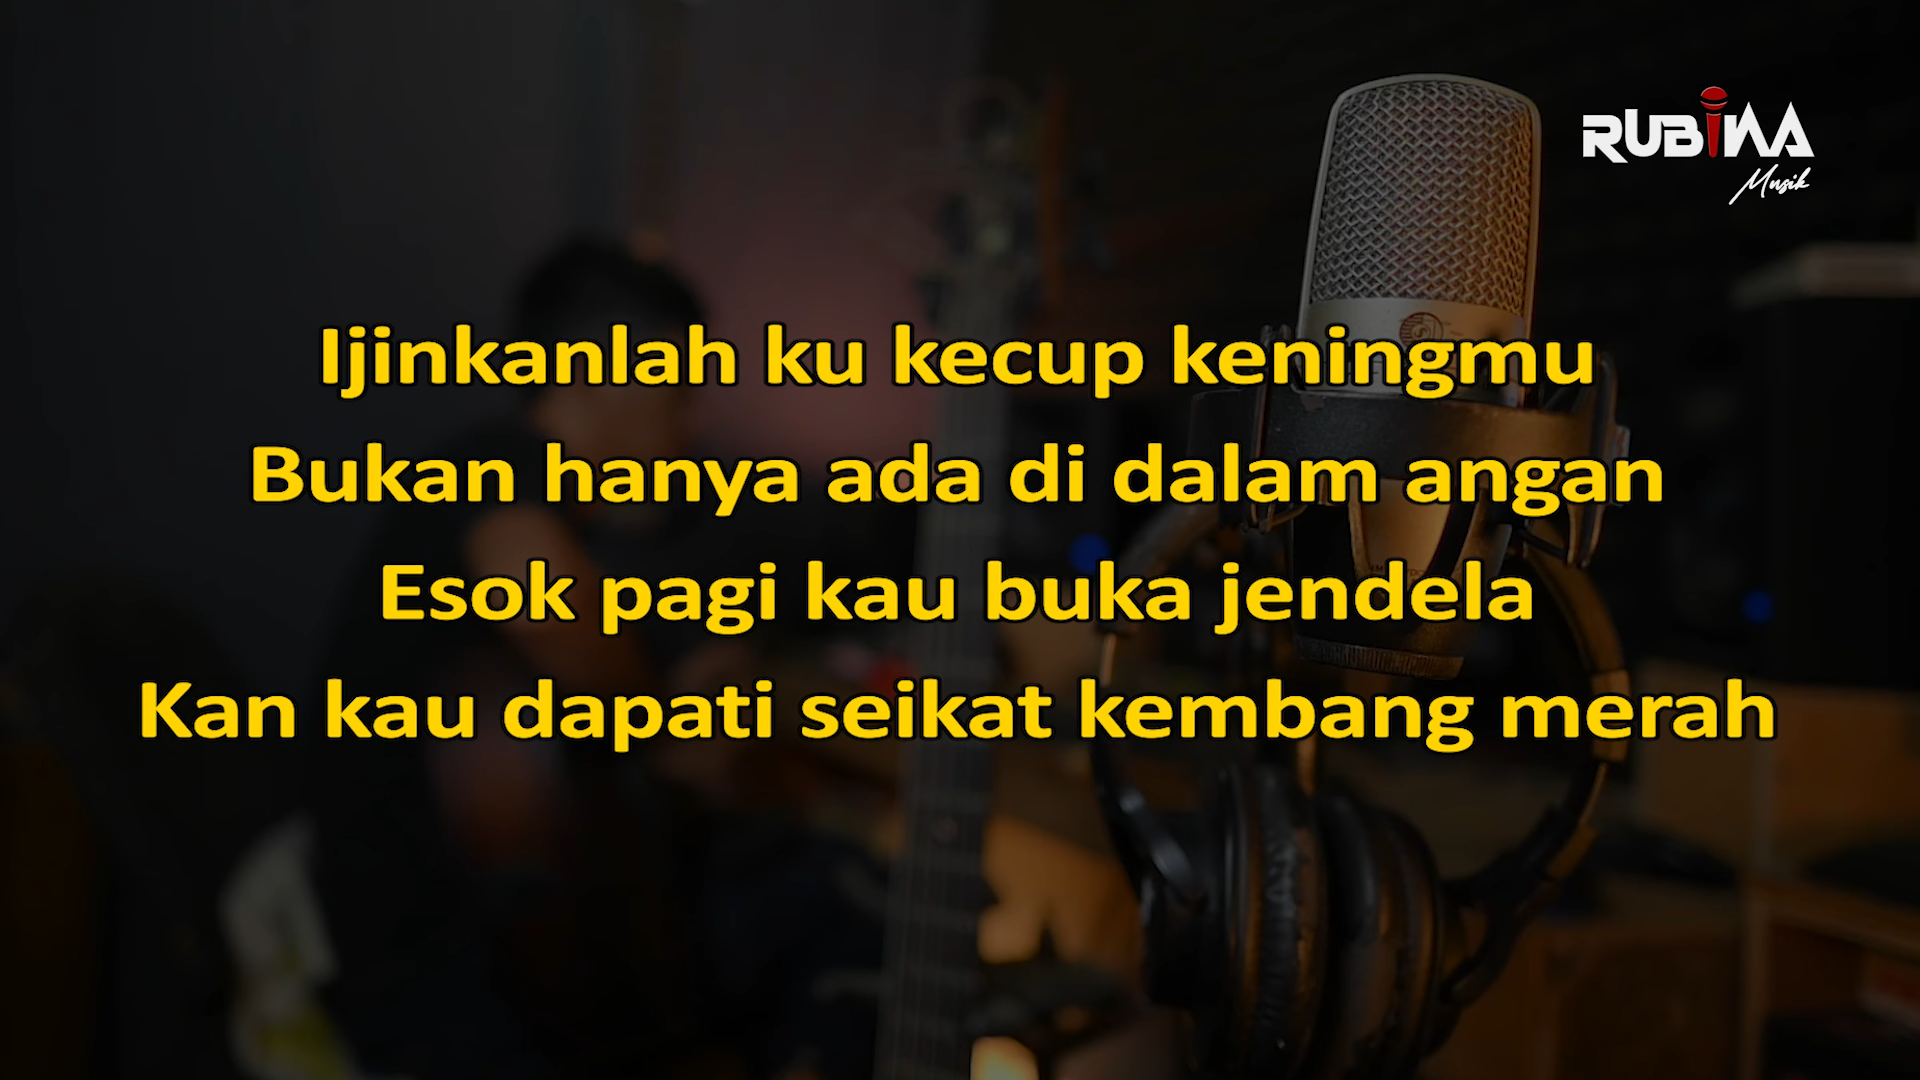 RUBINA
Musik
Ijinkanlah ku kecup keningmu
Bukan hanya ada di dalam angan
Esok pagi kau buka jendela
Kan kau dapati seikat kembang merah